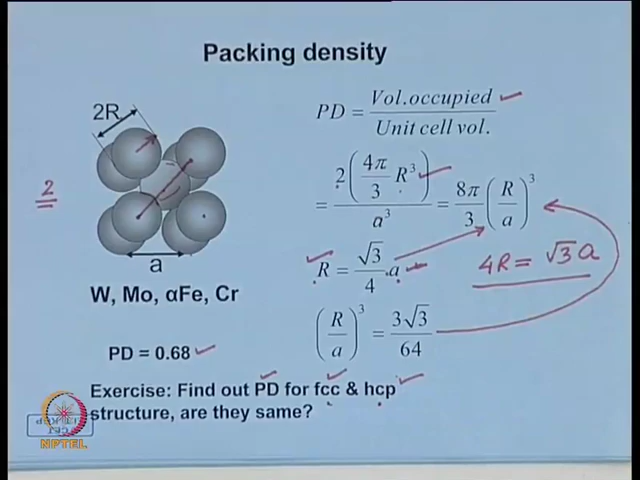 Packing density
2R
PD = Vol.occupied / Unit cell vol.
2
= 2(4π/3 R³) / a³ = 8π/3 (R/a)³
R = √3/4 .a
4R = √3 a
a
W, Mo, αFe, Cr
(R/a)³ = 3√3/64
PD = 0.68
Exercise: Find out PD for fcc & hcp
structure, are they same?
NPTEL